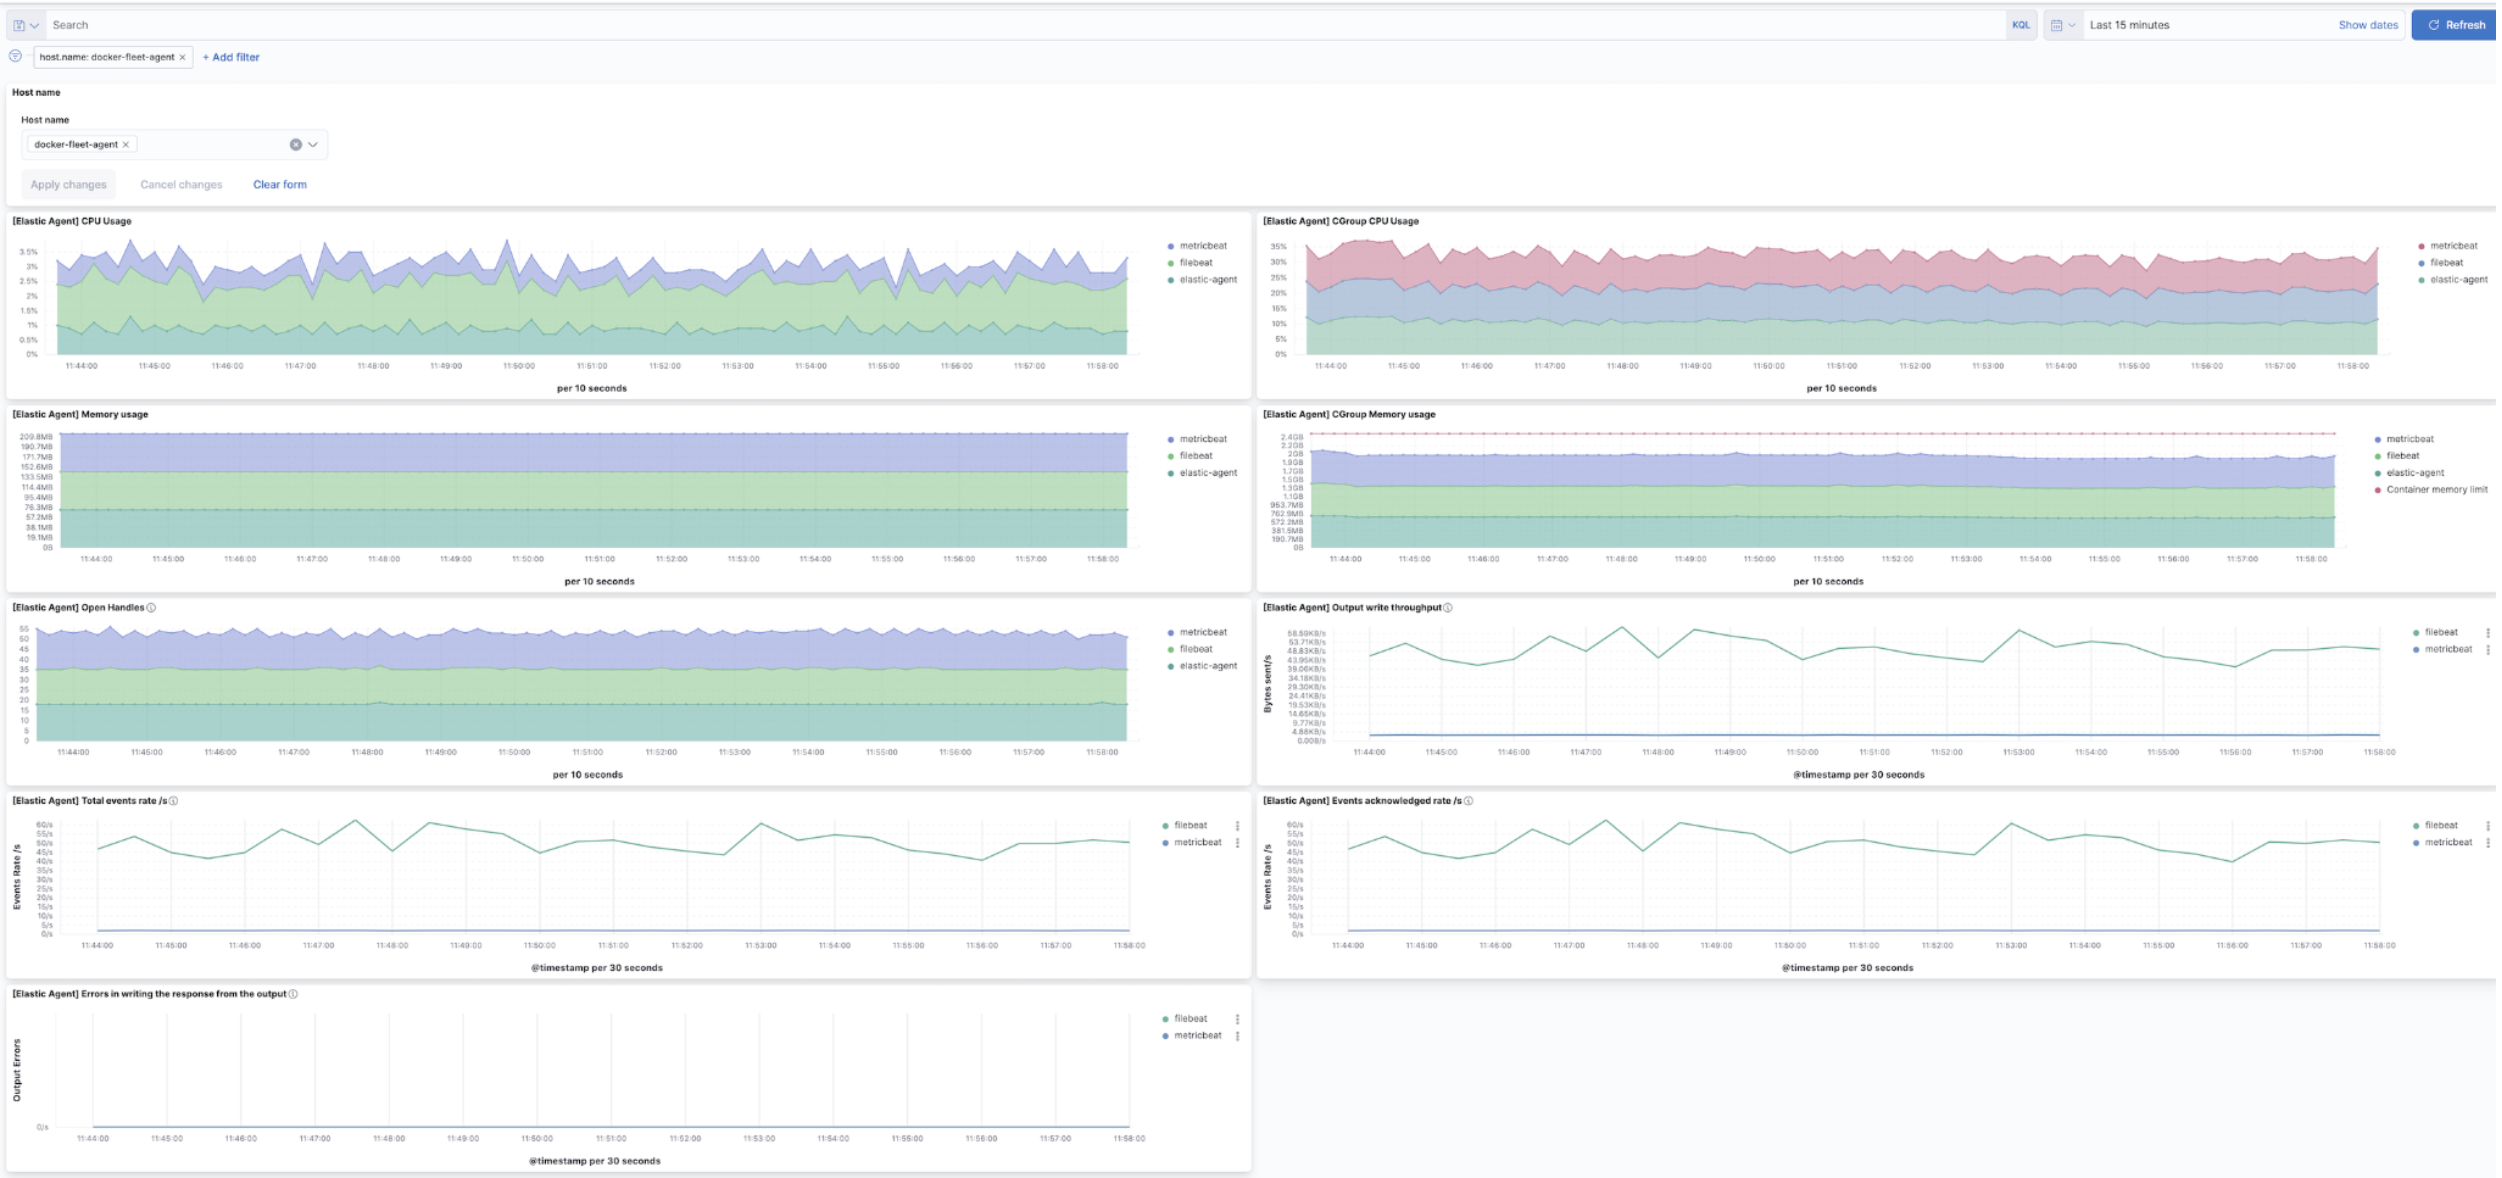 Search
KQL
Last 15 minutes
Show dates
Refresh
host.name: docker-fleet-agent ×
+ Add filter
Host name
Host name
docker-fleet-agent ×
Apply changes
Cancel changes
Clear form
[Elastic Agent] CPU Usage
3.5%
3%
2.5%
2%
1.5%
1%
0.5%
0%
11:44:00 11:45:00 11:46:00 11:47:00 11:48:00 11:49:00 11:50:00 11:51:00 11:52:00 11:53:00 11:54:00 11:55:00 11:56:00 11:57:00 11:58:00
per 10 seconds
metricbeat
filebeat
elastic-agent
[Elastic Agent] CGroup CPU Usage
35%
30%
25%
20%
15%
10%
5%
0%
11:44:00 11:45:00 11:46:00 11:47:00 11:48:00 11:49:00 11:50:00 11:51:00 11:52:00 11:53:00 11:54:00 11:55:00 11:56:00 11:57:00 11:58:00
per 10 seconds
metricbeat
filebeat
elastic-agent
[Elastic Agent] Memory usage
209.8MB
190.7MB
171.7MB
152.6MB
133.5MB
114.4MB
95.4MB
76.3MB
57.2MB
38.1MB
19.1MB
0B
11:44:00 11:45:00 11:46:00 11:47:00 11:48:00 11:49:00 11:50:00 11:51:00 11:52:00 11:53:00 11:54:00 11:55:00 11:56:00 11:57:00 11:58:00
per 10 seconds
metricbeat
filebeat
elastic-agent
[Elastic Agent] CGroup Memory usage
2.4GB
2.2GB
2GB
1.9GB
1.7GB
1.5GB
1.3GB
1.1GB
953.7MB
762.9MB
572.2MB
381.5MB
190.7MB
0B
11:44:00 11:45:00 11:46:00 11:47:00 11:48:00 11:49:00 11:50:00 11:51:00 11:52:00 11:53:00 11:54:00 11:55:00 11:56:00 11:57:00 11:58:00
per 10 seconds
metricbeat
filebeat
elastic-agent
Container memory limit
[Elastic Agent] Open Handles
55
50
45
40
35
30
25
20
15
10
5
0
11:44:00 11:45:00 11:46:00 11:47:00 11:48:00 11:49:00 11:50:00 11:51:00 11:52:00 11:53:00 11:54:00 11:55:00 11:56:00 11:57:00 11:58:00
per 10 seconds
metricbeat
filebeat
elastic-agent
[Elastic Agent] Output write throughput
Bytes sent/s
58.59KB/s
53.71KB/s
48.83KB/s
43.95KB/s
39.06KB/s
34.18KB/s
29.30KB/s
24.41KB/s
19.53KB/s
14.65KB/s
9.77KB/s
4.88KB/s
0.00B/s
11:44:00 11:45:00 11:46:00 11:47:00 11:48:00 11:49:00 11:50:00 11:51:00 11:52:00 11:53:00 11:54:00 11:55:00 11:56:00 11:57:00 11:58:00
@timestamp per 30 seconds
filebeat
metricbeat
[Elastic Agent] Total events rate /s
Events Rate /s
60/s
55/s
50/s
45/s
40/s
35/s
30/s
25/s
20/s
15/s
10/s
5/s
0/s
11:44:00 11:45:00 11:46:00 11:47:00 11:48:00 11:49:00 11:50:00 11:51:00 11:52:00 11:53:00 11:54:00 11:55:00 11:56:00 11:57:00 11:58:00
@timestamp per 30 seconds
filebeat
metricbeat
[Elastic Agent] Events acknowledged rate /s
Events Rate /s
60/s
55/s
50/s
45/s
40/s
35/s
30/s
25/s
20/s
15/s
10/s
5/s
0/s
11:44:00 11:45:00 11:46:00 11:47:00 11:48:00 11:49:00 11:50:00 11:51:00 11:52:00 11:53:00 11:54:00 11:55:00 11:56:00 11:57:00 11:58:00
@timestamp per 30 seconds
filebeat
metricbeat
[Elastic Agent] Errors in writing the response from the output
Output Errors
0/s
11:44:00 11:45:00 11:46:00 11:47:00 11:48:00 11:49:00 11:50:00 11:51:00 11:52:00 11:53:00 11:54:00 11:55:00 11:56:00 11:57:00 11:58:00
@timestamp per 30 seconds
filebeat
metricbeat